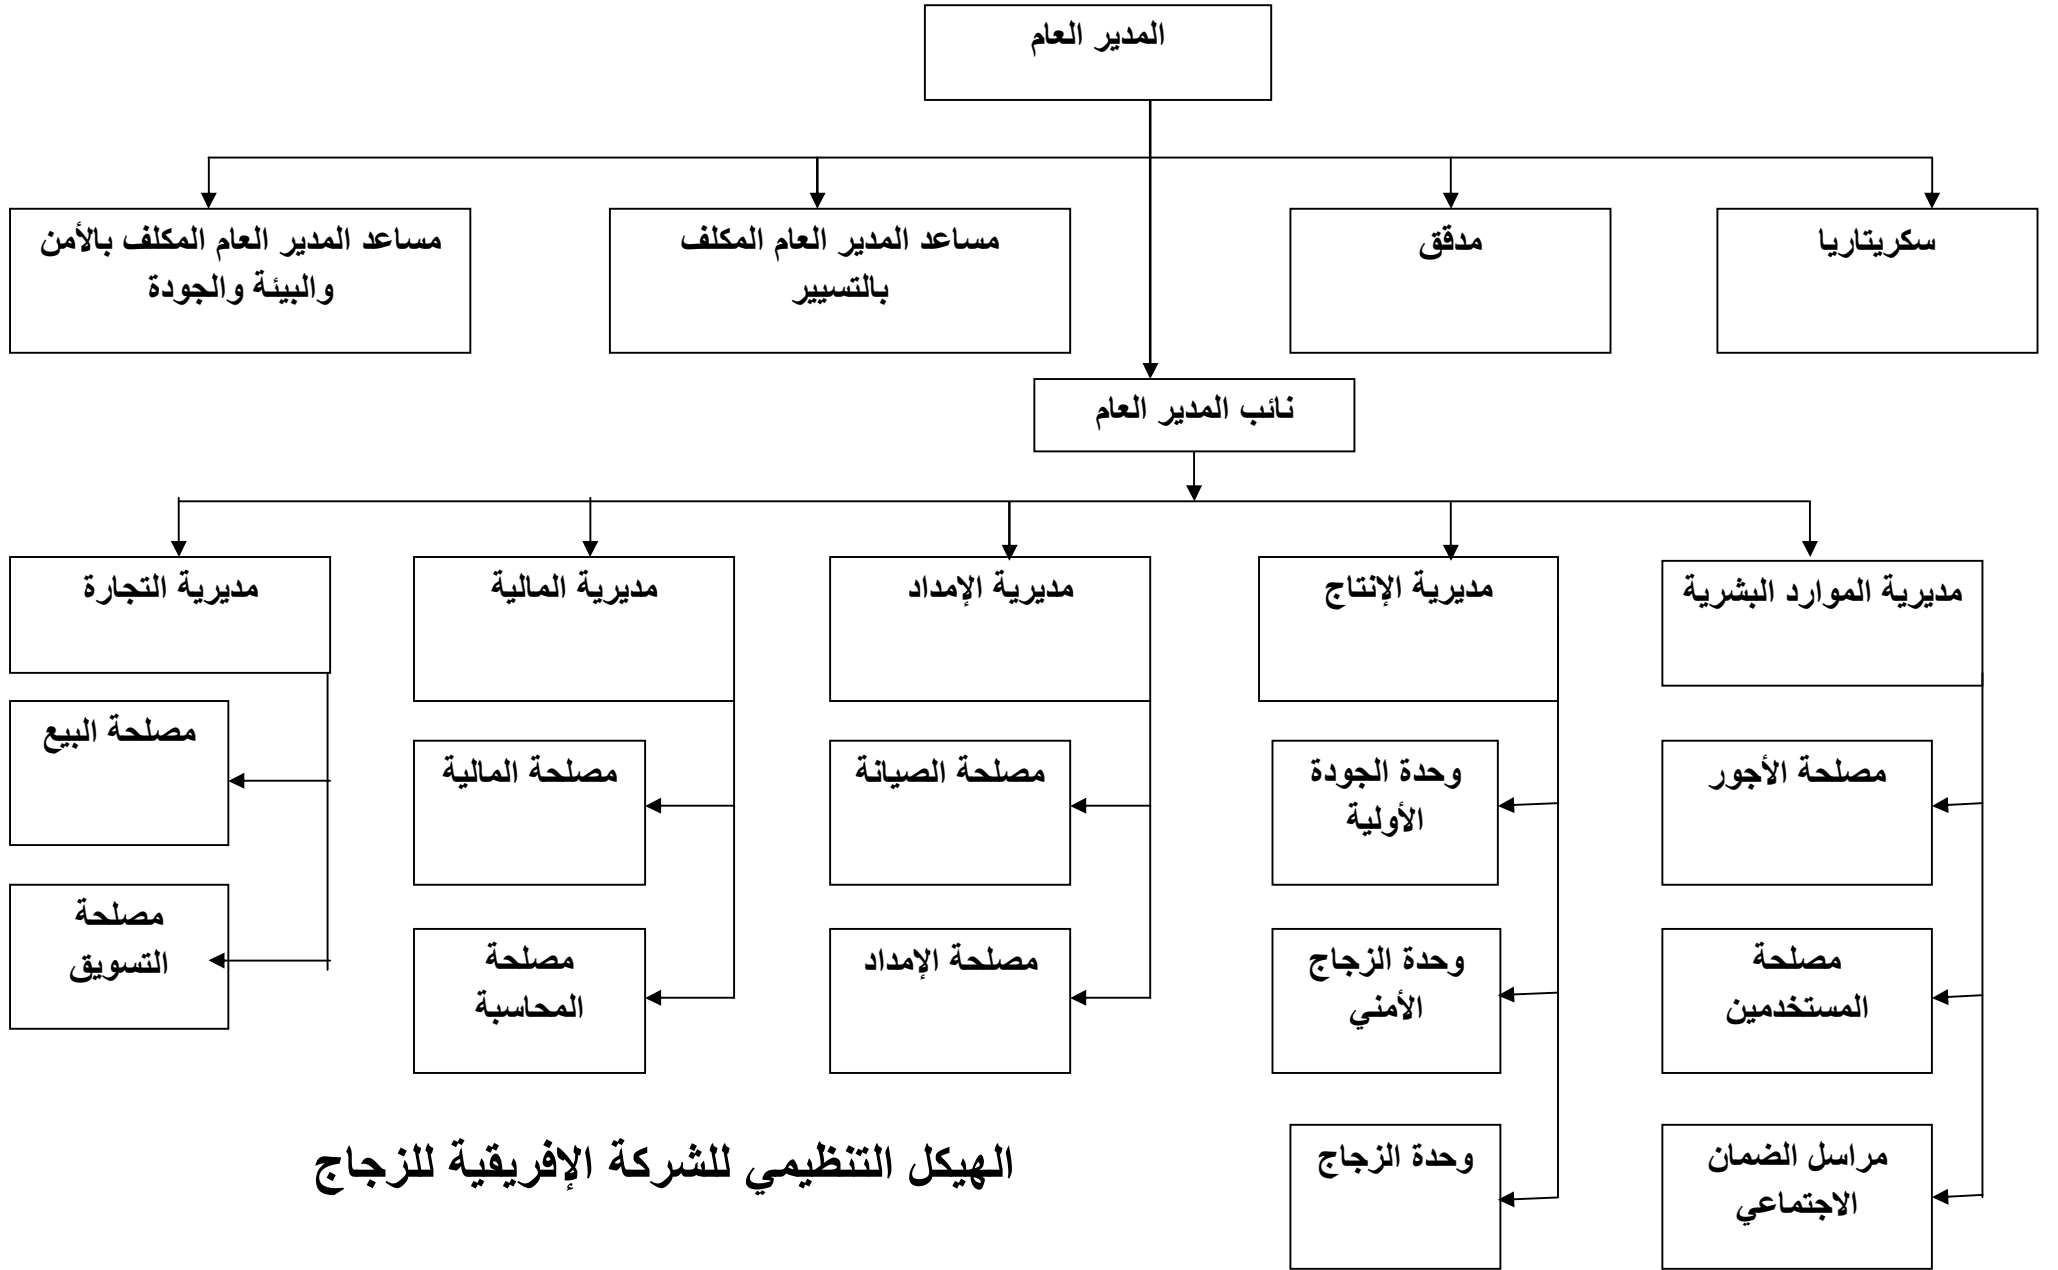 المدير العام
سكريتاريا
مدقق
مساعد المدير العام المكلف
بالتسيير
مساعد المدير العام المكلف بالأمن
والبيئة والجودة
نائب المدير العام
مديرية الموارد البشرية
مديرية الإنتاج
مديرية الإمداد
مديرية المالية
مديرية التجارة
مصلحة الأجور
وحدة الجودة
الأولية
مصلحة الصيانة
مصلحة المالية
مصلحة البيع
مصلحة
المستخدمين
وحدة الزجاج
الأمني
مصلحة الإمداد
مصلحة
المحاسبة
مصلحة
التسويق
مراسل الضمان
الاجتماعي
وحدة الزجاج
الهيكل التنظيمي للشركة الإفريقية للزجاج